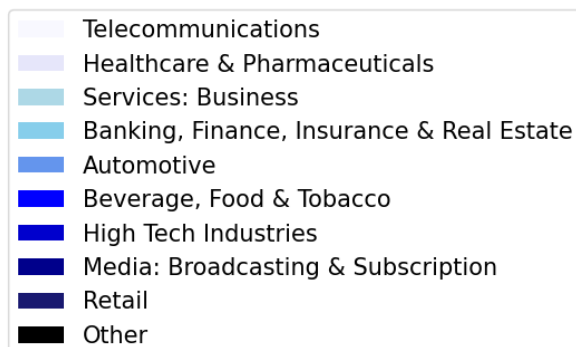 Telecommunications
Healthcare & Pharmaceuticals
Services: Business
Banking, Finance, Insurance & Real Estate
Automotive
Beverage, Food & Tobacco
High Tech Industries
Media: Broadcasting & Subscription
Retail
Other